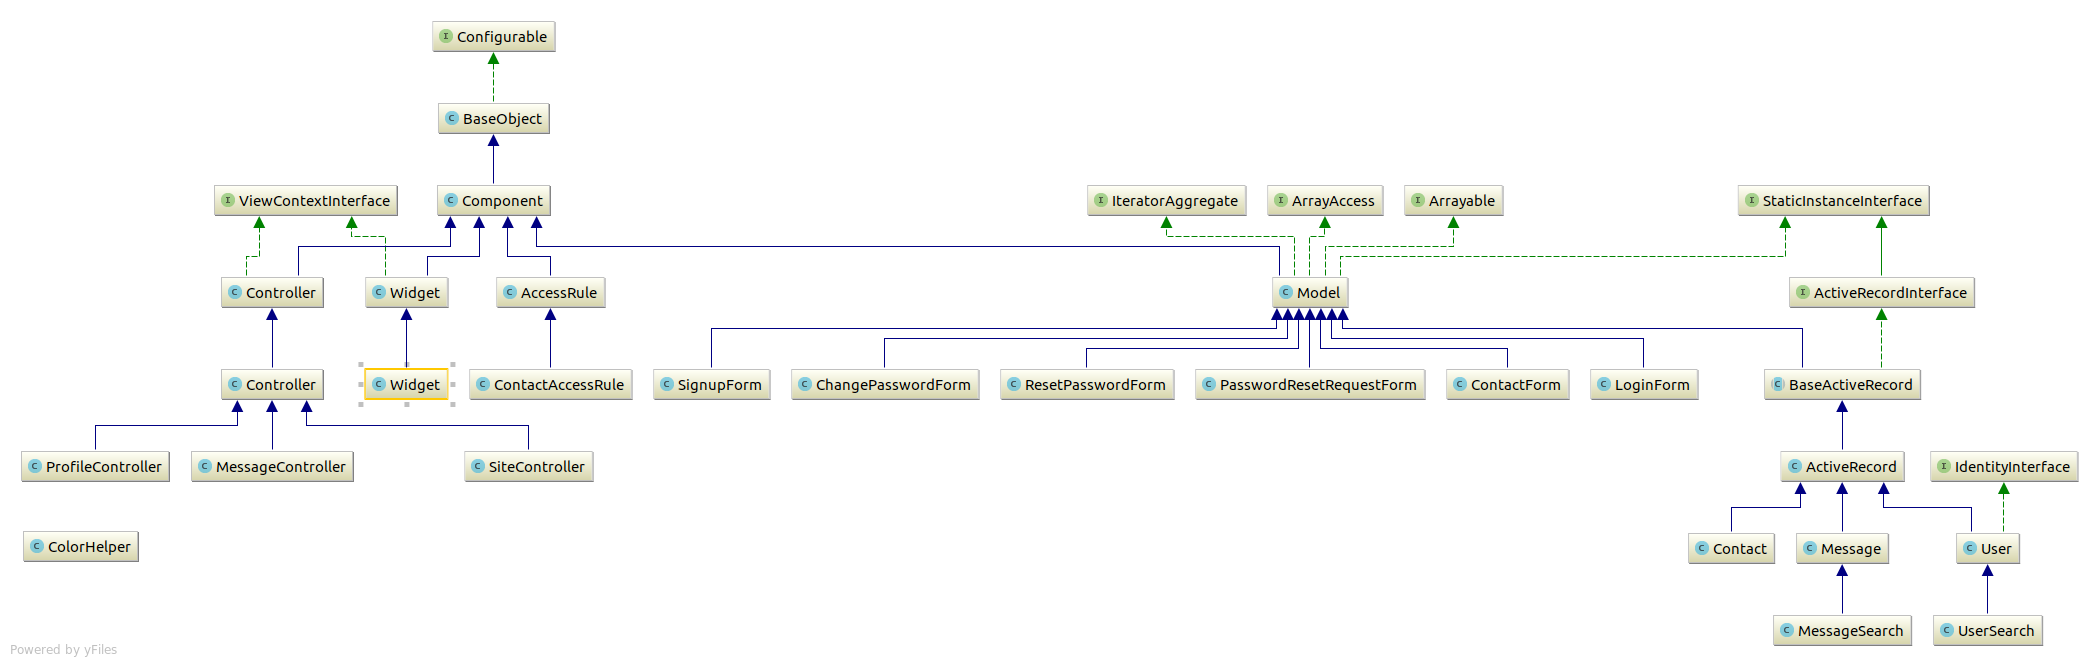 I Configurable
C BaseObject
I ViewContextInterface
C Component
I IteratorAggregate
I ArrayAccess
I Arrayable
I StaticInstanceInterface
C Controller
C Widget
C AccessRule
C Model
I ActiveRecordInterface
C Controller
C Widget
C ContactAccessRule
C SignupForm
C ChangePasswordForm
C ResetPasswordForm
C PasswordResetRequestForm
C ContactForm
C LoginForm
C BaseActiveRecord
C ProfileController
C MessageController
C SiteController
C ActiveRecord
I IdentityInterface
C ColorHelper
C Contact
C Message
C User
C MessageSearch
C UserSearch
Powered by yFiles